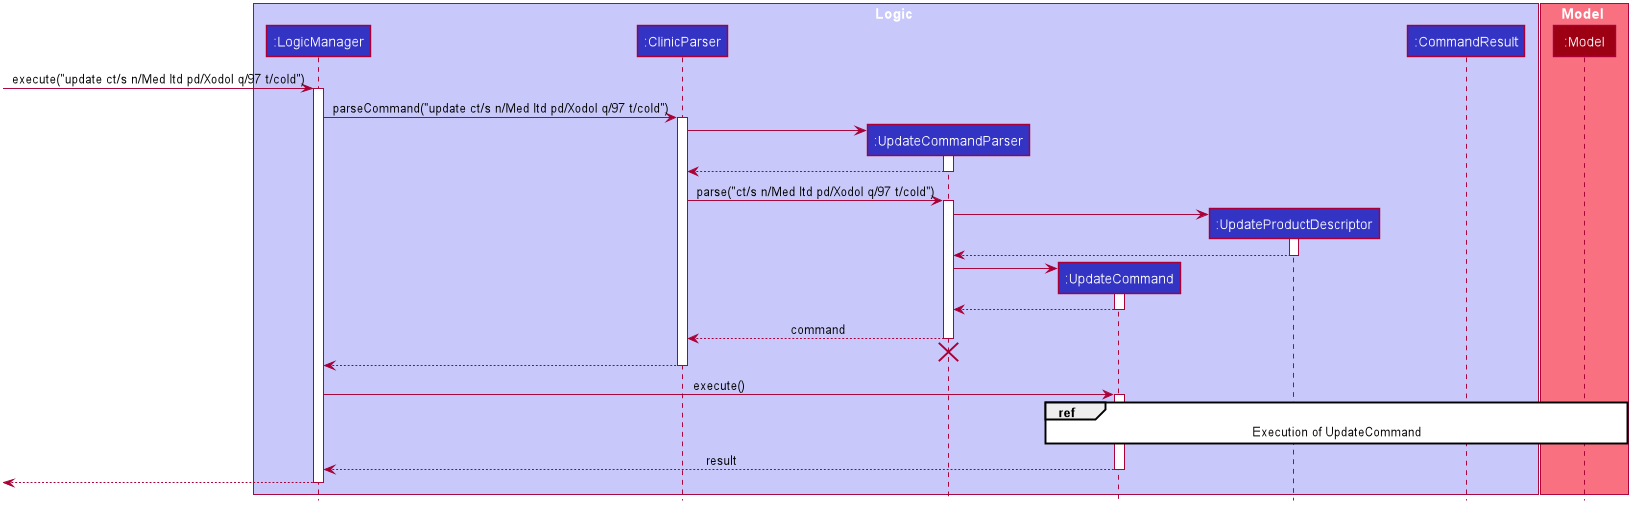 Logic
Model
:LogicManager
:ClinicParser
:CommandResult
:Model
execute("update ct/s n/Med ltd pd/Xodol q/97 t/cold")
parseCommand("update ct/s n/Med ltd pd/Xodol q/97 t/cold")
:UpdateCommandParser
parse("ct/s n/Med ltd pd/Xodol q/97 t/cold")
:UpdateProductDescriptor
:UpdateCommand
command
execute()
ref
Execution of UpdateCommand
result